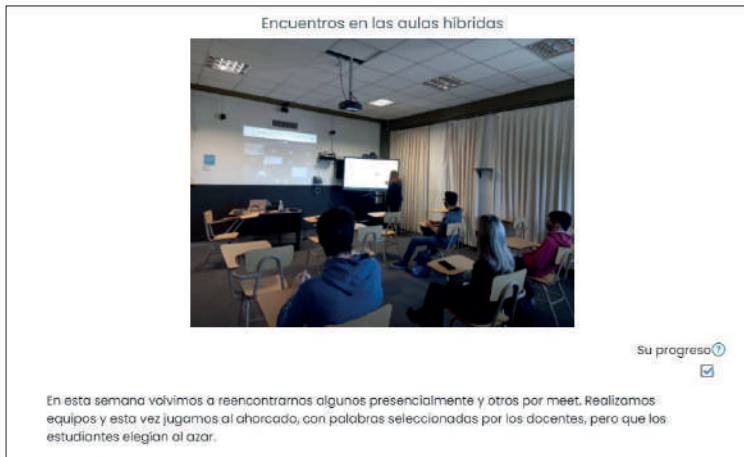 Encuentros en las aulas híbridas
Su progreso
En esta semana volvimos a reencontrarnos algunos presencialmente y otros por meet. Realizamos
equipos y esta vez jugamos al ahorcado, con palabras seleccionadas por los docentes, pero que los
estudiantes elegían al azar.